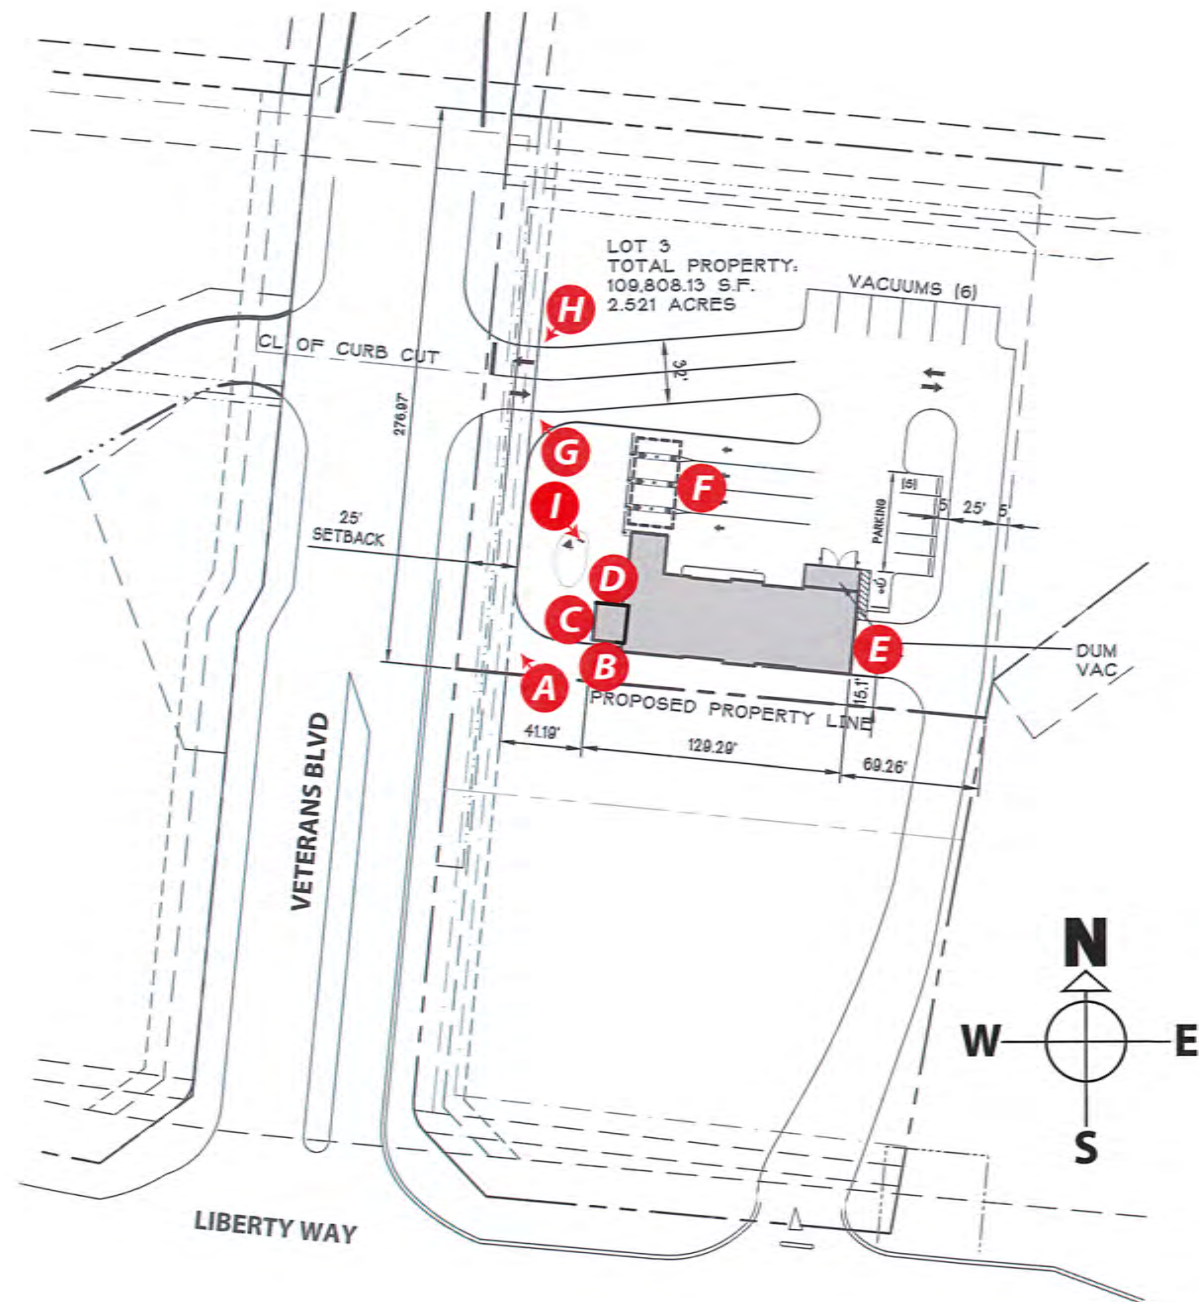 LOT 3
TOTAL PROPERTY:
109,808.13 S.F.
2.521 ACRES
VACUUMS (6)
H
CL OF CURB CUT
32'
276.97'
G
F
I
(5)
PARKING
5'
25'
5'
25'
SETBACK
D
C
B
E
A
DUM
VAC
PROPOSED PROPERTY LINE
15.1'
41.19'
129.29'
69.26'
VETERANS BLVD
N
W
E
S
LIBERTY WAY